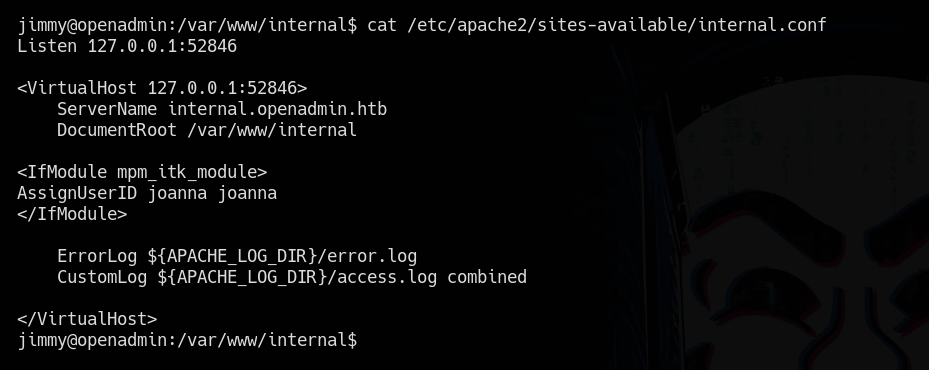 jimmy@openadmin:/var/www/internal$ cat /etc/apache2/sites-available/internal.conf
Listen 127.0.0.1:52846
<VirtualHost 127.0.0.1:52846>
    ServerName internal.openadmin.htb
    DocumentRoot /var/www/internal
<IfModule mpm_itk_module>
AssignUserID joanna joanna
</IfModule>
    ErrorLog ${APACHE_LOG_DIR}/error.log
    CustomLog ${APACHE_LOG_DIR}/access.log combined
</VirtualHost>
jimmy@openadmin:/var/www/internal$